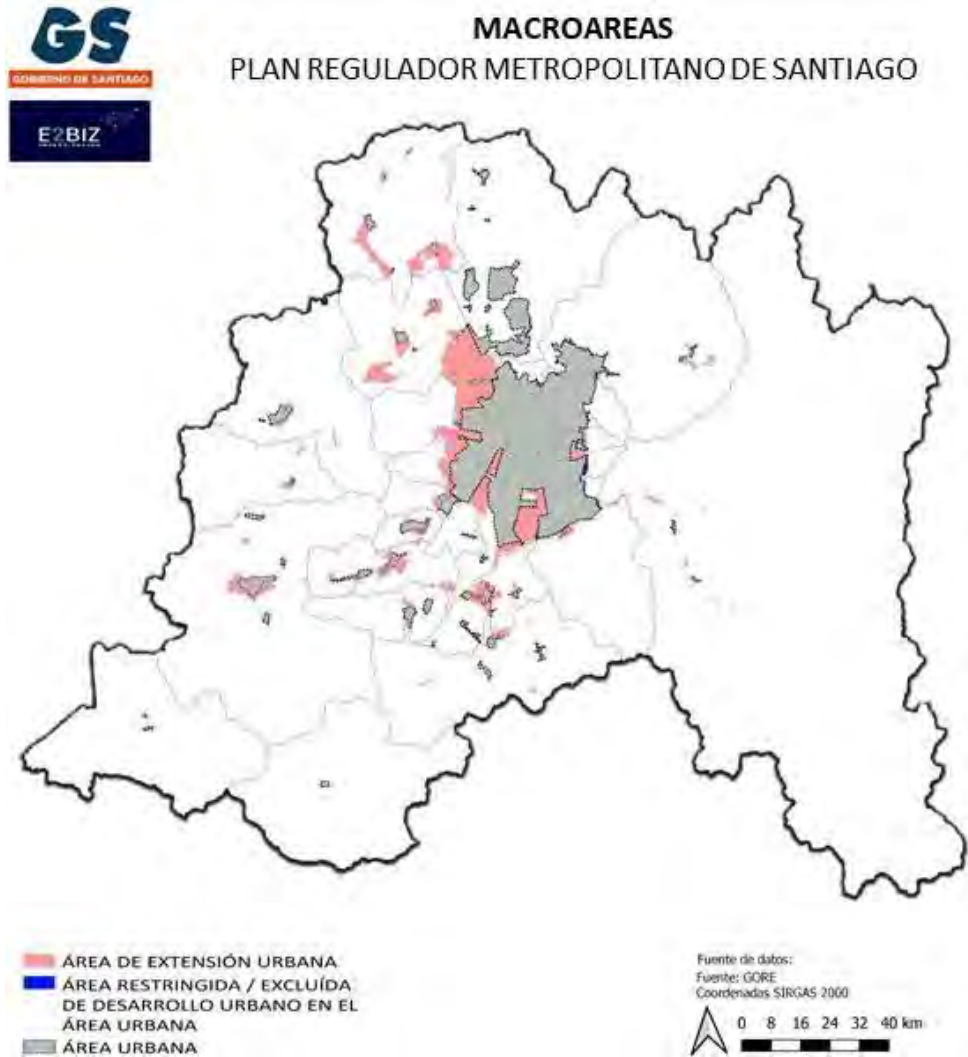 GS
GOBIERNO DE SANTIAGO
E2BIZ
MACROAREAS
PLAN REGULADOR METROPOLITANO DE SANTIAGO
ÁREA DE EXTENSIÓN URBANA
ÁREA RESTRINGIDA / EXCLUÍDA
DE DESARROLLO URBANO EN EL
ÁREA URBANA
ÁREA URBANA
Fuente de datos:
Fuente: GORE
Coordenadas SIRGAS 2000
0 8 16 24 32 40 km